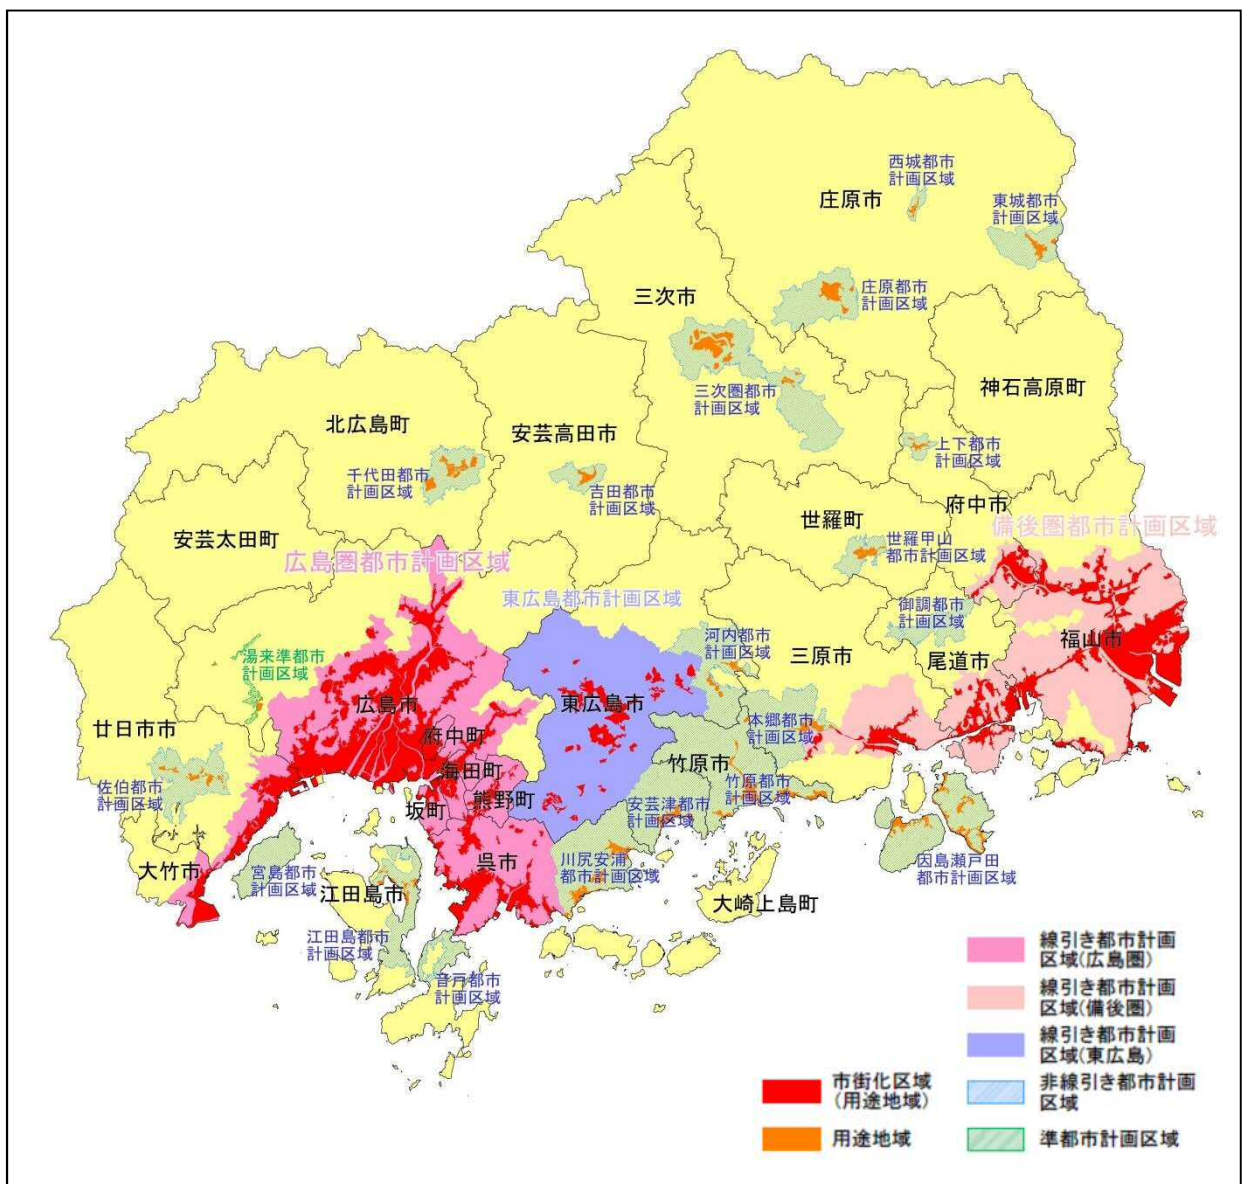 西城都市
計画区域
庄原市
東城都市
計画区域
庄原都市
計画区域
三次市
三次圏都市
計画区域
神石高原町
北広島町
安芸高田市
上下都市
計画区域
千代田都市
計画区域
吉田都市
計画区域
世羅町
府中市
備後圏都市計画区域
安芸太田町
世羅甲山
都市計画区域
広島圏都市計画区域
東広島都市計画区域
御調都市
計画区域
河内都市
計画区域
三原市
尾道市
福山市
湯来準都市
計画区域
広島市
東広島市
本郷都市
計画区域
廿日市市
府中町
竹原市
海田町
佐伯都市
計画区域
竹原都市
計画区域
熊野町
坂町
安芸津都市
計画区域
大竹市
宮島都市
計画区域
呉市
川尻安浦
都市計画区域
因島瀬戸田
都市計画区域
江田島市
大崎上島町
江田島都市
計画区域
音戸都市
計画区域
線引き都市計画
区域(広島圏)
線引き都市計画
区域(備後圏)
線引き都市計画
区域(東広島)
市街化区域
(用途地域)
非線引き都市計画
区域
用途地域
準都市計画区域